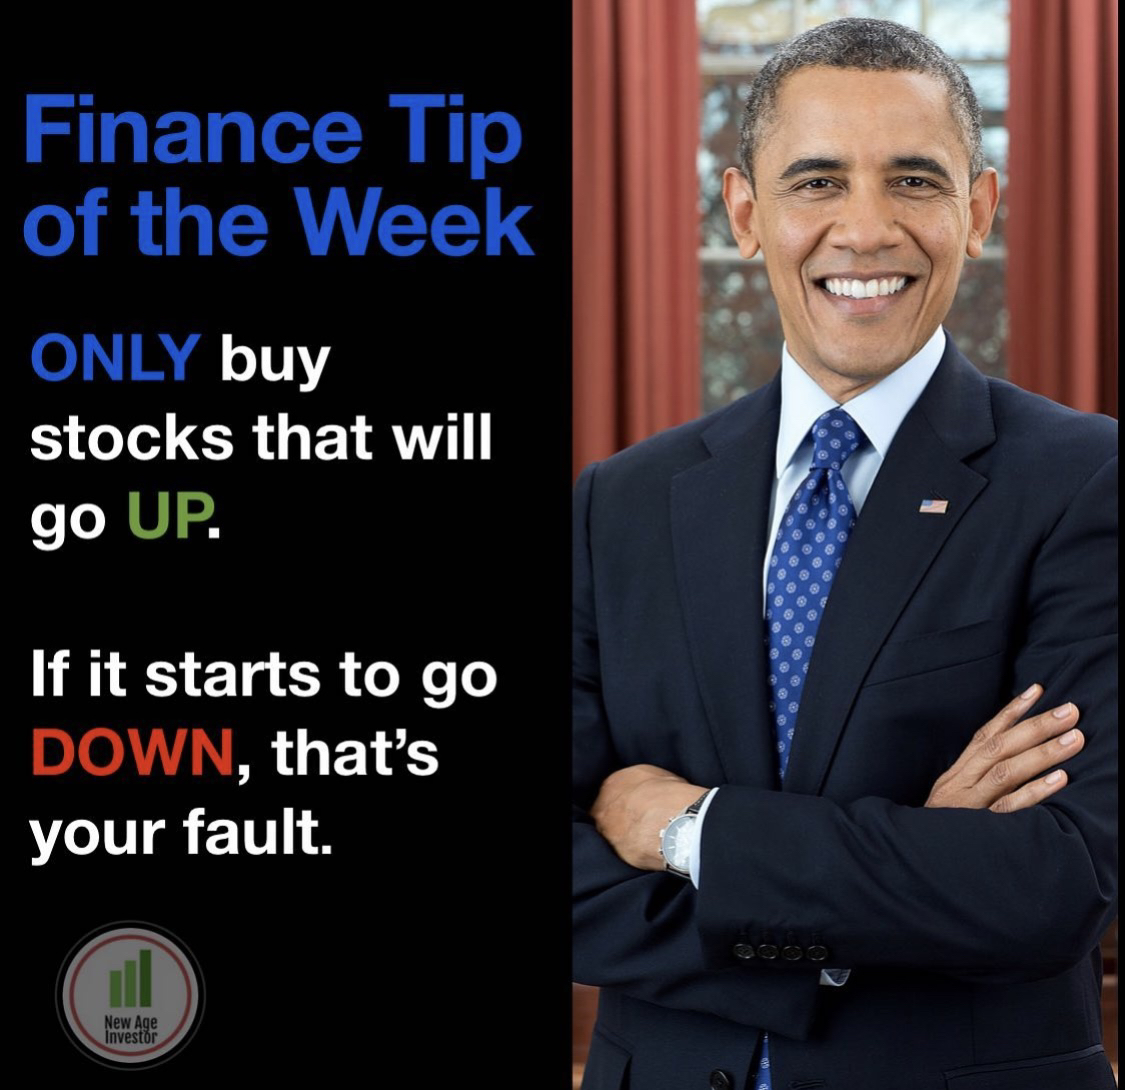 Finance Tip
of the Week
ONLY buy
stocks that will
go UP.
If it starts to go
DOWN, that’s
your fault.
New Age
Investor